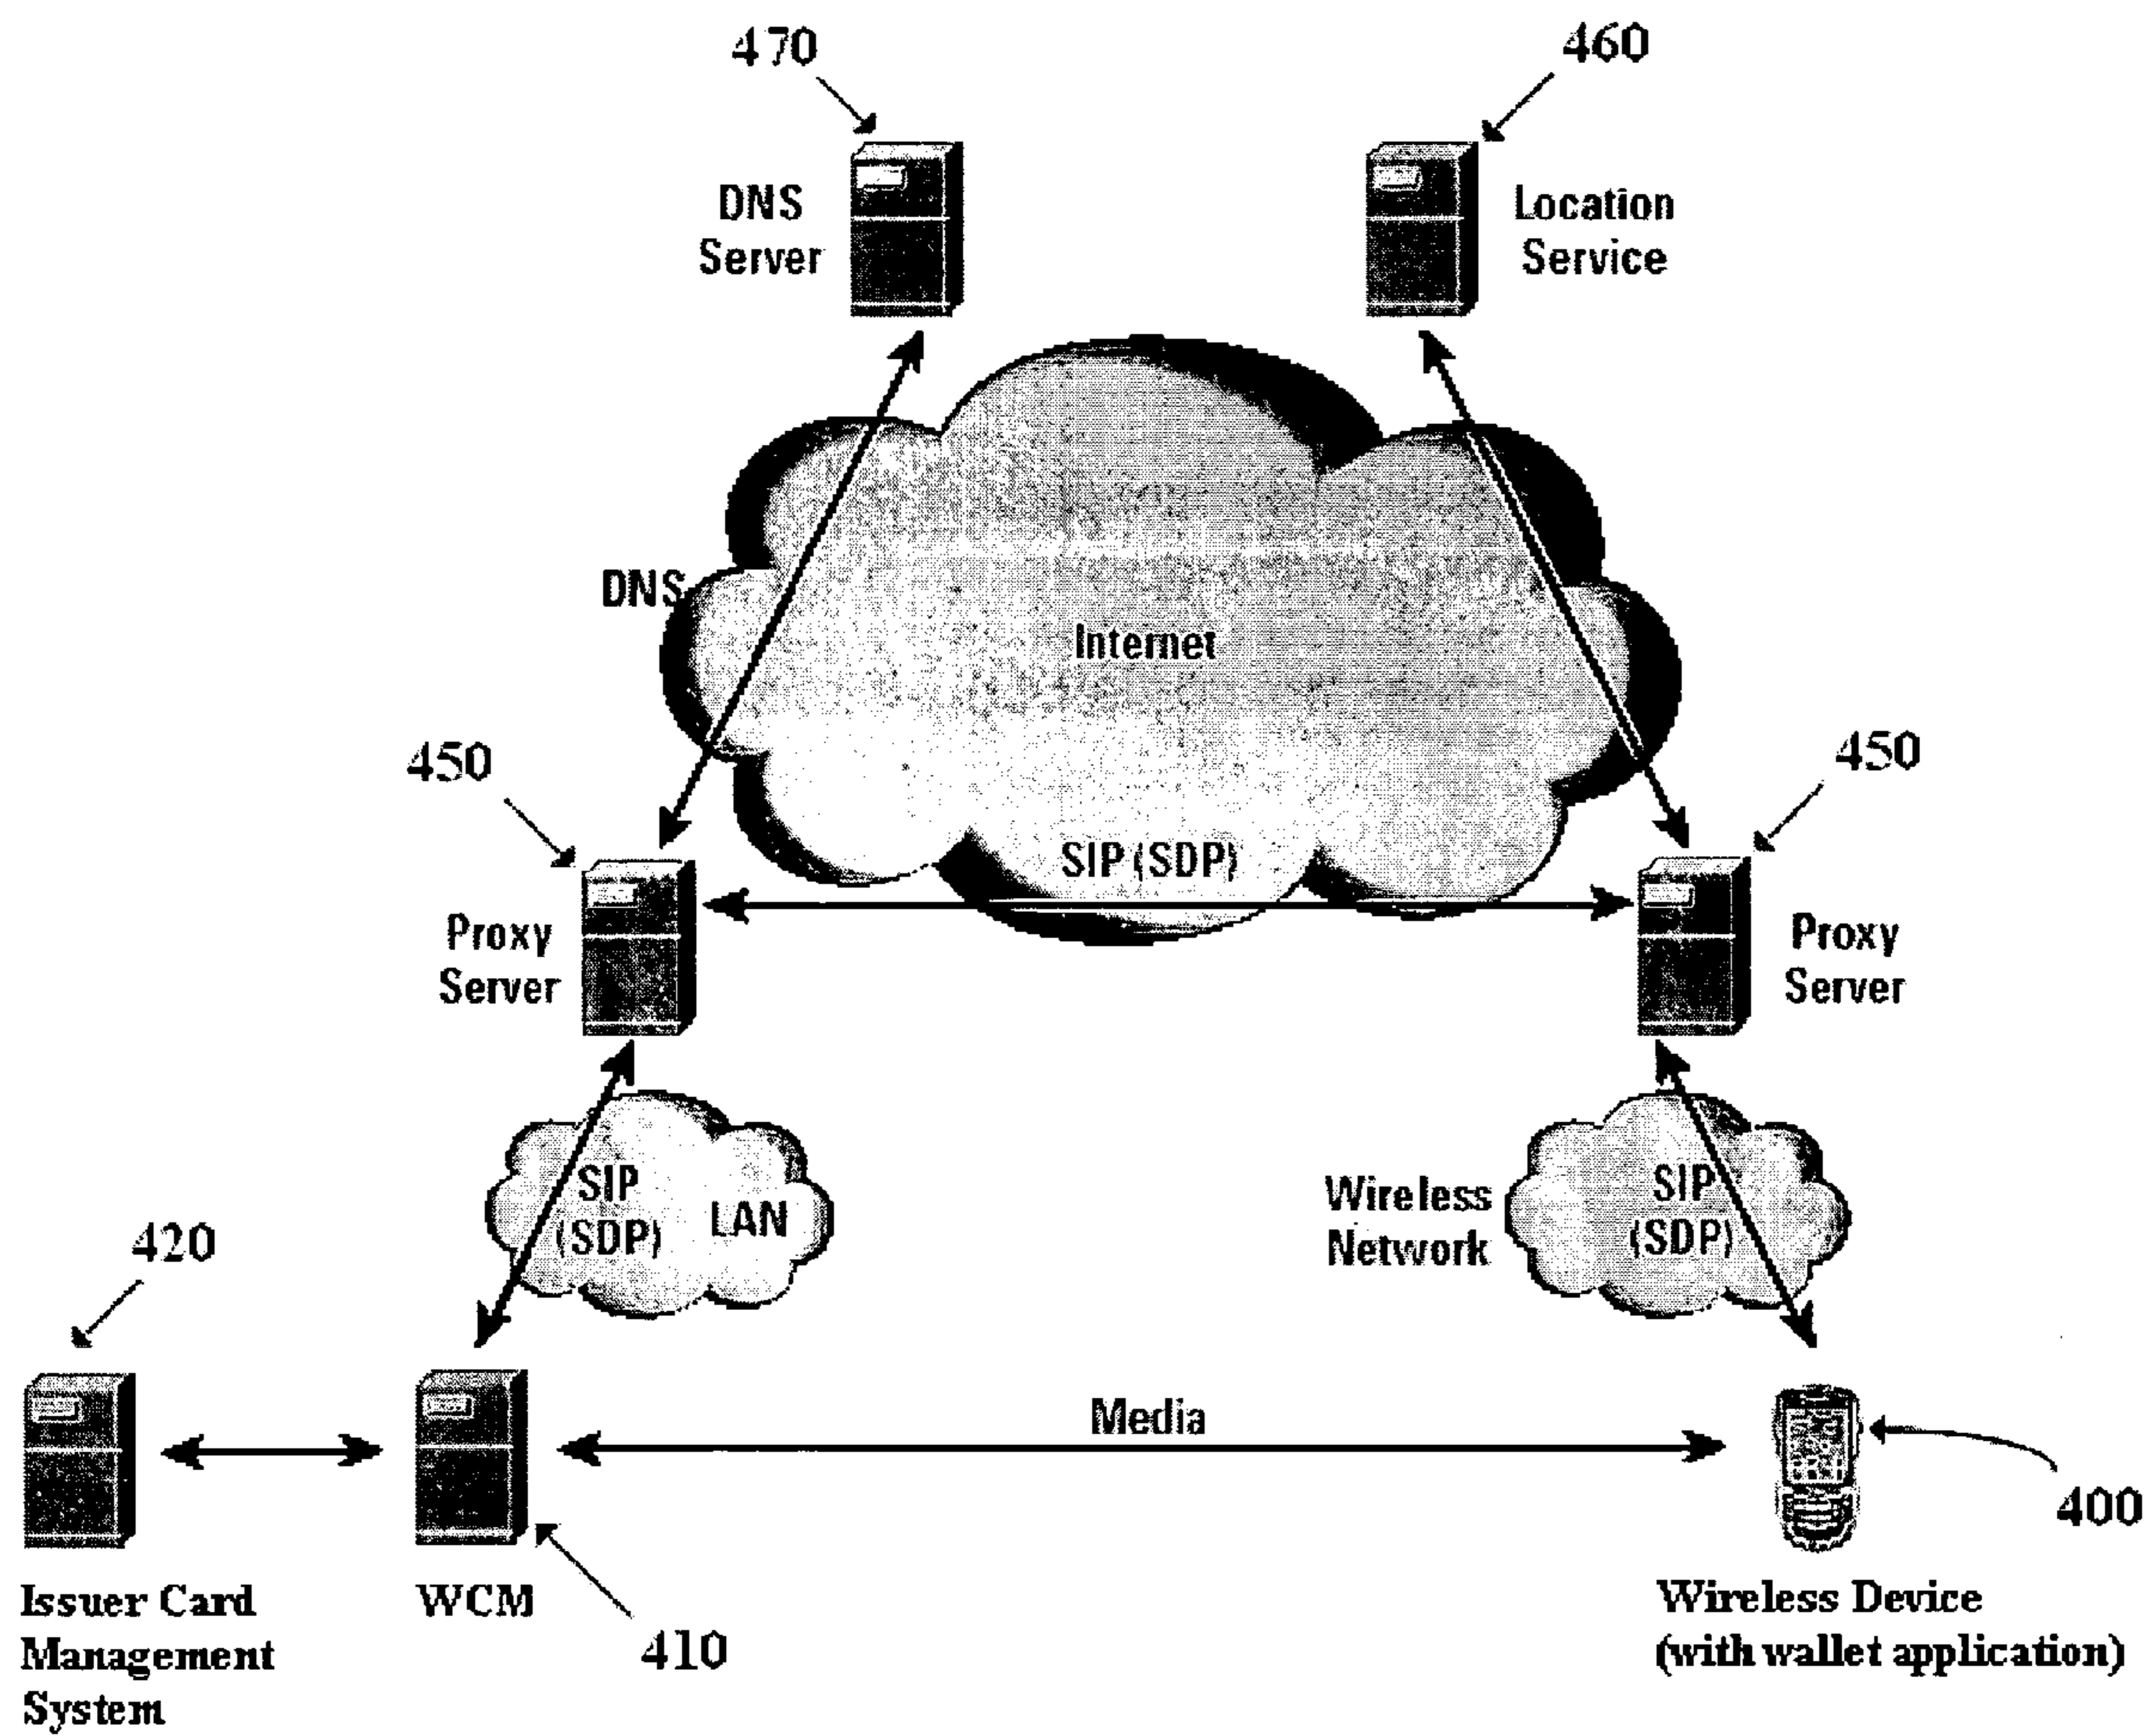 470
460
DNS
Server
Location
Service
DNS
Internet
450
450
SIP (SDP)
Proxy
Server
Proxy
Server
SIP
(SDP)
LAN
Wireless
Network
SIP
(SDP)
420
Media
400
Issuer Card
Management
System
WCM
410
Wireless Device
(with wallet application)